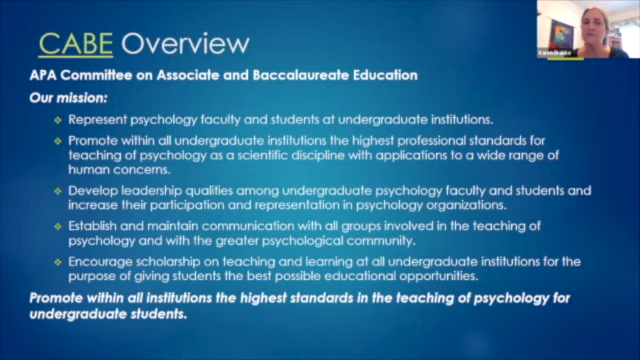 CABE Overview
APA Committee on Associate and Baccalaureate Education
Our mission:
Represent psychology faculty and students at undergraduate institutions.
Promote within all undergraduate institutions the highest professional standards for
teaching of psychology as a scientific discipline with applications to a wide range of
human concerns.
Develop leadership qualities among undergraduate psychology faculty and students and
increase their participation and representation in psychology organizations.
Establish and maintain communication with all groups involved in the teaching of
psychology and with the greater psychological community.
Encourage scholarship on teaching and learning at all undergraduate institutions for the
purpose of giving students the best possible educational opportunities.
Promote within all institutions the highest standards in the teaching of psychology for
undergraduate students.
Karen Brakke